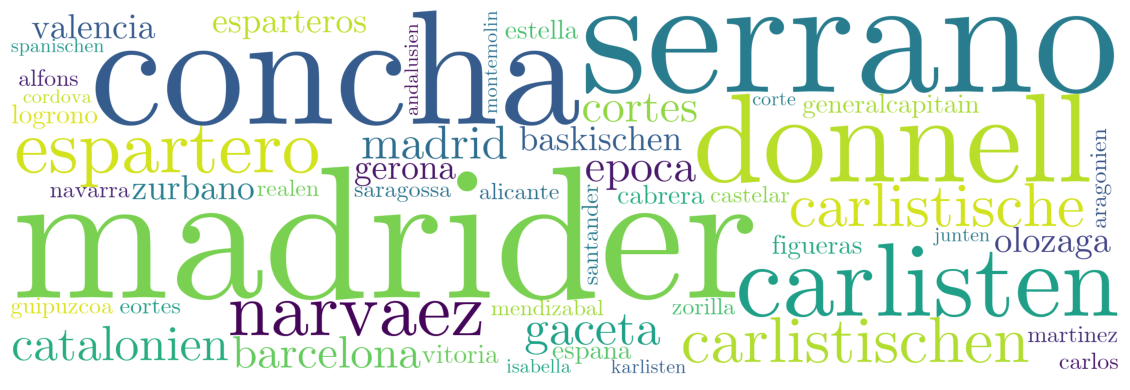 valencia
esparteros
spanischen
concha
andalusien
montemolin
estella
serrano
alfons
cordova
logrono
cortes
corte
generalcapitain
espartero
madrid
baskischen
donnell
gerona
epoca
aragonien
navarra
zurbano
realen
saragossa
alicante
santander
cabrera
castelar
carlistische
madrider
figueras
junten
olozaga
carlisten
guipuzcoa
eortes
narvaez
mendizabal
zorilla
catalonien
barcelona
vitoria
gaceta
espana
isabella
karlisten
carlistischen
martinez
carlos